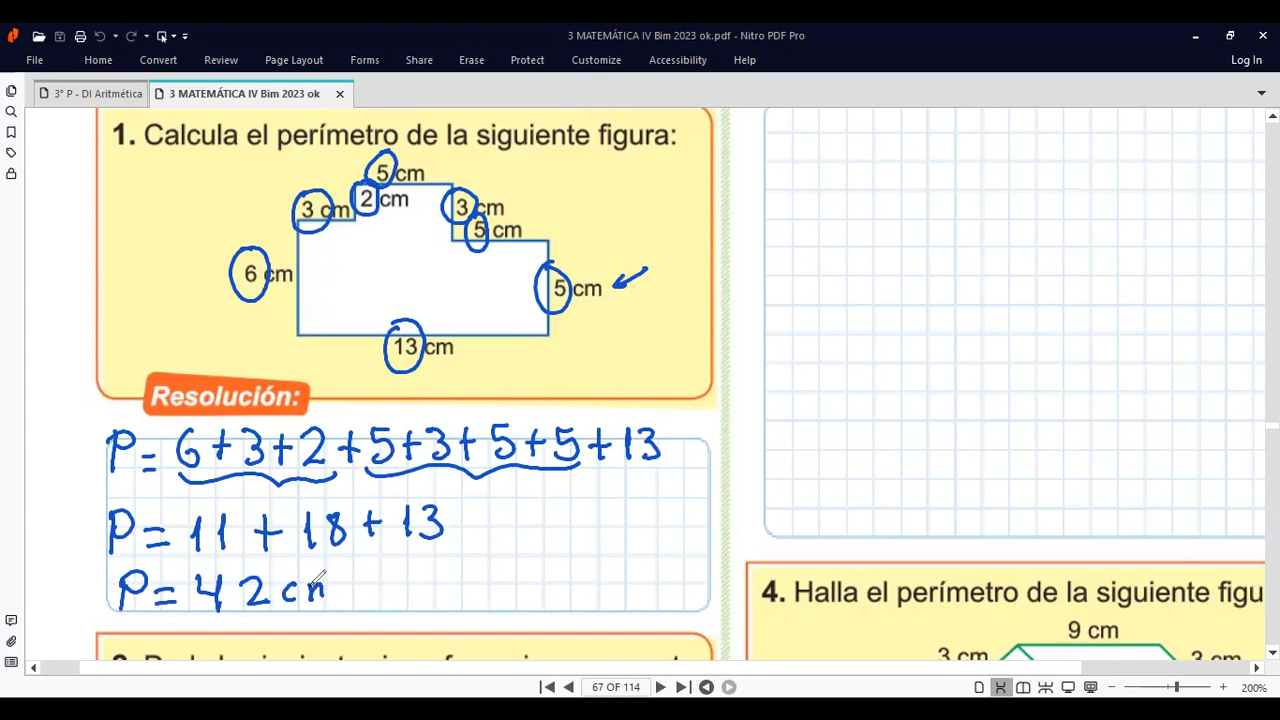 3 MATEMÁTICA IV Bim 2023 ok.pdf - Nitro PDF Pro
File Home Convert Review Page Layout Forms Share Erase Protect Customize Accessibility Help Log In
3° P - DI Aritmética 3 MATEMÁTICA IV Bim 2023 ok
1. Calcula el perímetro de la siguiente figura:
5 cm
2 cm
3 cm
3 cm
5 cm
6 cm
5 cm
13 cm
Resolución:
P = 6 + 3 + 2 + 5 + 3 + 5 + 5 + 13
P = 11 + 18 + 13
P = 42 cm
4. Halla el perímetro de la siguiente figu
9 cm
3 cm
3 cm
67 OF 114
200%